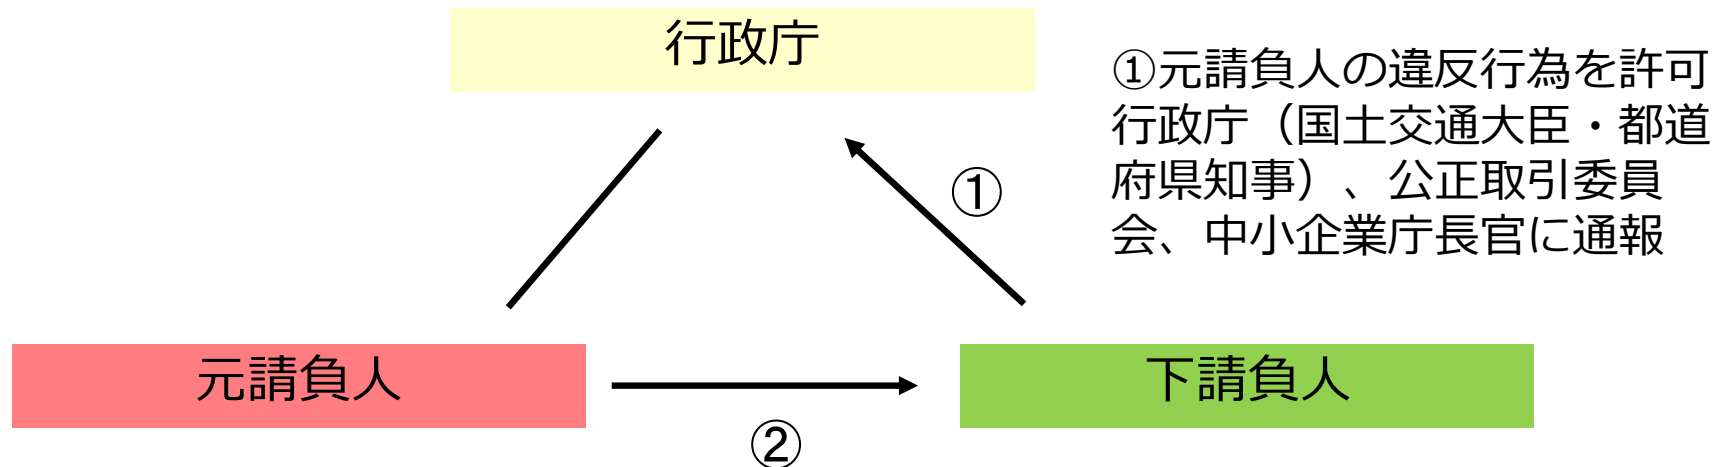 行政庁
①元請負人の違反行為を許可
行政庁（国土交通大臣・都道
府県知事）、公正取引委員
会、中小企業庁長官に通報
①
元請負人
下請負人
②